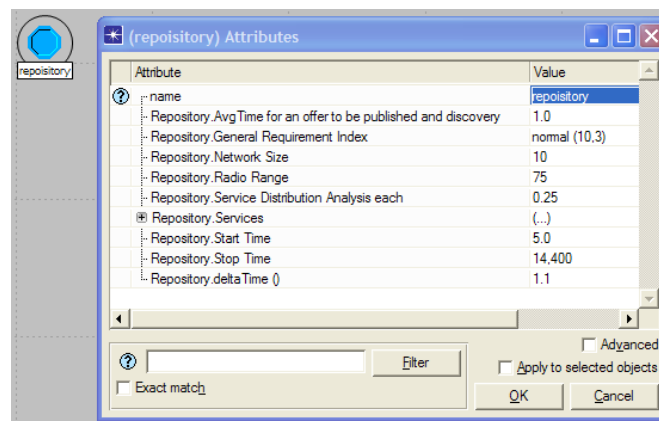 (repoisitory) Attributes
repoisitory
Attribute Value
name repoisitory
Repository.AvgTime for an offer to be published and discovery 1.0
Repository.General Requirement Index normal (10,3)
Repository.Network Size 10
Repository.Radio Range 75
Repository.Service Distribution Analysis each 0.25
Repository.Services (...)
Repository.Start Time 5.0
Repository.Stop Time 14,400
Repository.deltaTime () 1.1
Advanced
Filter
Apply to selected objects
Exact match
OK Cancel